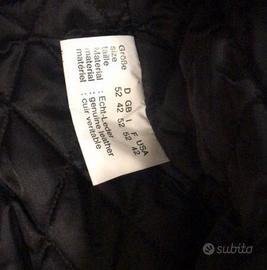 Größe D GB I F USA
size 52 42 52 52 42
taille
Material : Echt-Leder
material : genuine leather
matériel : cuir veritable
subito